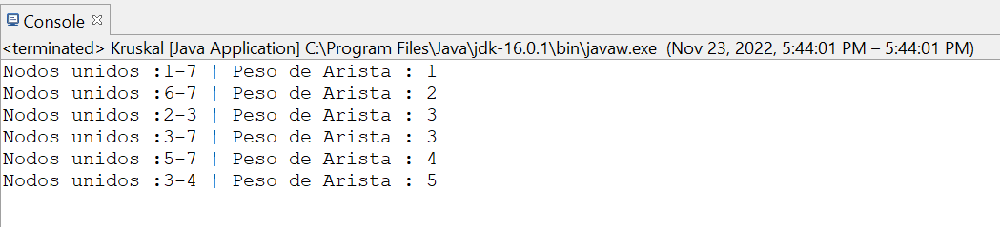 Console
<terminated> Kruskal [Java Application] C:\Program Files\Java\jdk-16.0.1\bin\javaw.exe (Nov 23, 2022, 5:44:01 PM – 5:44:01 PM)
Nodos unidos :1-7 | Peso de Arista : 1
Nodos unidos :6-7 | Peso de Arista : 2
Nodos unidos :2-3 | Peso de Arista : 3
Nodos unidos :3-7 | Peso de Arista : 3
Nodos unidos :5-7 | Peso de Arista : 4
Nodos unidos :3-4 | Peso de Arista : 5